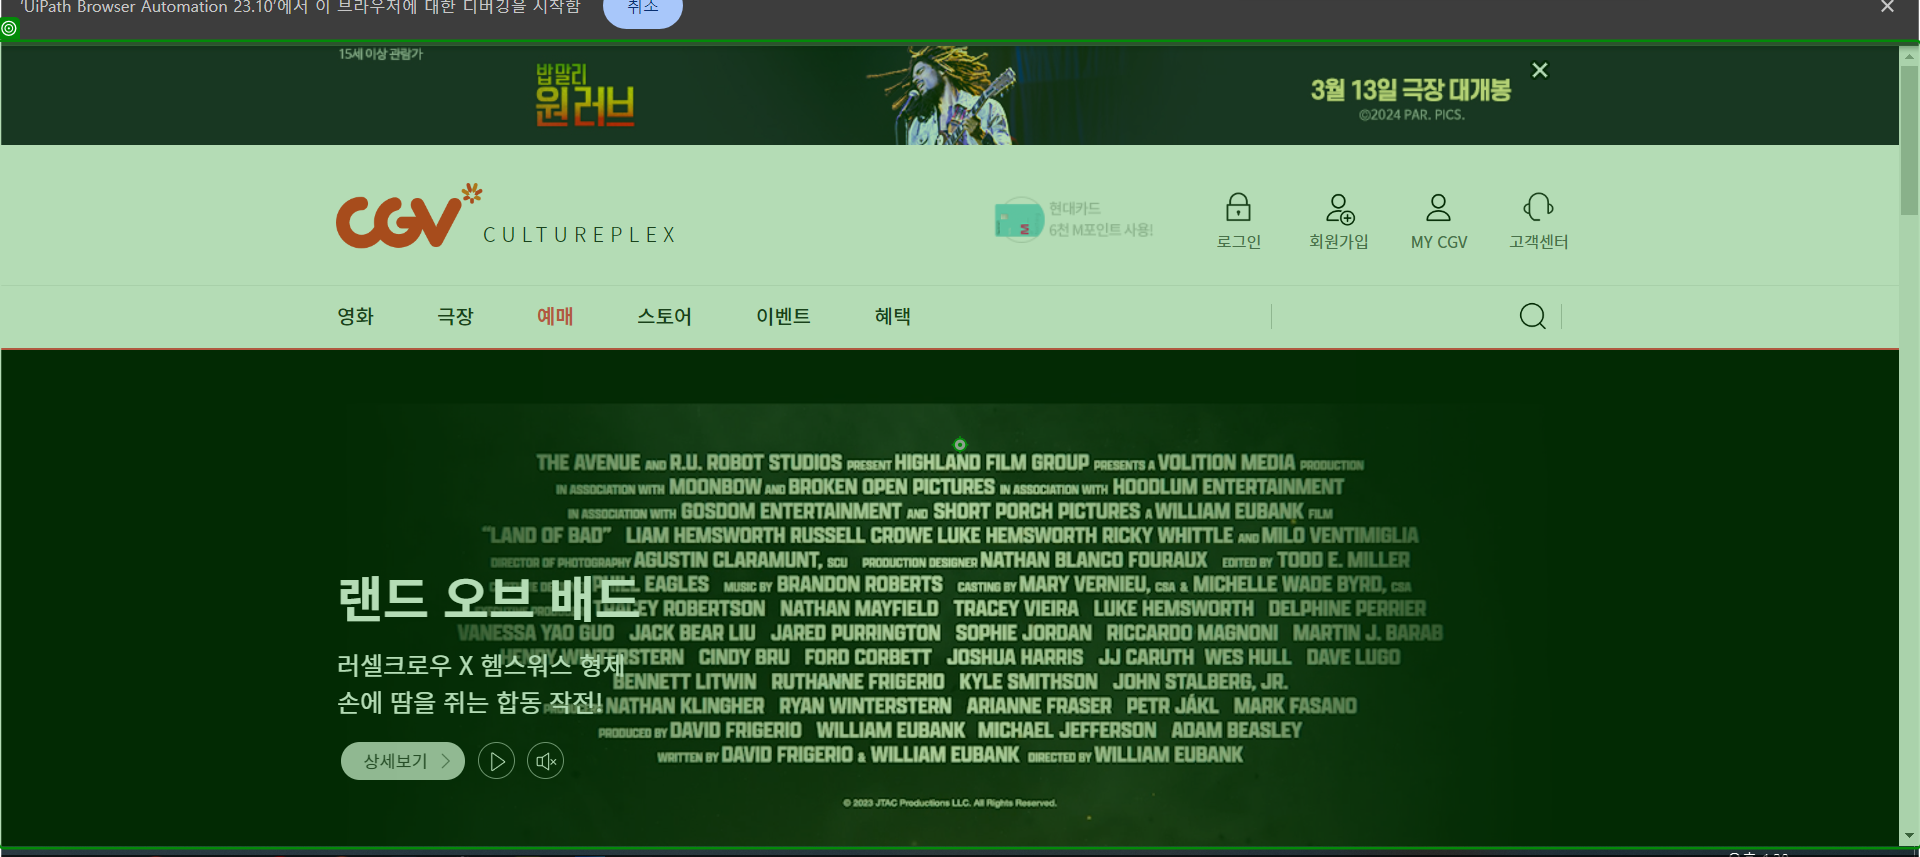 'UiPath Browser Automation 23.10'에서 이 브라우저에 대한 디버깅을 시작함 취소
15세 이상 관람가
밥 말리
원 러브
3월 13일 극장 대개봉
©2024 PAR. PICS.
CGV CULTUREPLEX
현대카드
6천 M포인트 사용!
로그인 회원가입 MY CGV 고객센터
영화 극장 예매 스토어 이벤트 혜택
THE AVENUE AND R.U. ROBOT STUDIOS PRESENT HIGHLAND FILM GROUP PRESENTS A VOLITION MEDIA PRODUCTION
IN ASSOCIATION WITH MOONBOW AND BROKEN OPEN PICTURES IN ASSOCIATION WITH HOODLUM ENTERTAINMENT
IN ASSOCIATION WITH GOSDOM ENTERTAINMENT AND SHORT PORCH PICTURES A WILLIAM EUBANK FILM
"LAND OF BAD" LIAM HEMSWORTH RUSSELL CROWE LUKE HEMSWORTH RICKY WHITTLE AND MILO VENTIMIGLIA
DIRECTOR OF PHOTOGRAPHY AGUSTIN CLARAMUNT, SCU PRODUCTION DESIGNER NATHAN BLANCO FOURAUX EDITED BY TODD E. MILLER
EAGLES MUSIC BY BRANDON ROBERTS CASTING BY MARY VERNIEU, CSA & MICHELLE WADE BYRD, CSA
랜드 오브 배드
ROBERTSON NATHAN MAYFIELD TRACEY VIEIRA LUKE HEMSWORTH DELPHINE PERRIER
VANESSA YAO GUO JACK BEAR LIU JARED PURRINGTON SOPHIE JORDAN RICCARDO MAGNONI MARTIN J. BARAB
HENRY WINTERSTERN CINDY BRU FORD CORBETT JOSHUA HARRIS JJ CARUTH WES HULL DAVE LUGO
러셀크로우 X 헴스워스 형제
BENNETT LITWIN RUTHANNE FRIGERIO KYLE SMITHSON JOHN STALBERG, JR.
손에 땀을 쥐는 합동 작전!
NATHAN KLINGHER RYAN WINTERSTERN ARIANNE FRASER PETR JÁKL MARK FASANO
PRODUCED BY DAVID FRIGERIO WILLIAM EUBANK MICHAEL JEFFERSON ADAM BEASLEY
WRITTEN BY DAVID FRIGERIO & WILLIAM EUBANK DIRECTED BY WILLIAM EUBANK
상세보기
© 2023 JTAC Productions LLC. All Rights Reserved.